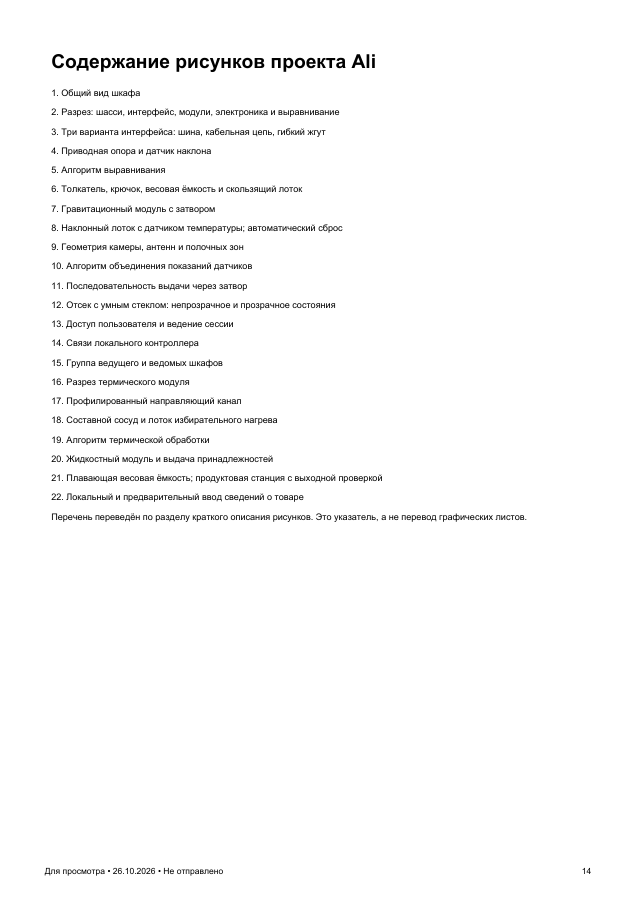 Содержание рисунков проекта Ali
1. Общий вид шкафа
2. Разрез: шасси, интерфейс, модули, электроника и выравнивание
3. Три варианта интерфейса: шина, кабельная цепь, гибкий жгут
4. Приводная опора и датчик наклона
5. Алгоритм выравнивания
6. Толкатель, крючок, весовая ёмкость и скользящий лоток
7. Гравитационный модуль с затвором
8. Наклонный лоток с датчиком температуры; автоматический сброс
9. Геометрия камеры, антенн и полочных зон
10. Алгоритм объединения показаний датчиков
11. Последовательность выдачи через затвор
12. Отсек с умным стеклом: непрозрачное и прозрачное состояния
13. Доступ пользователя и ведение сессии
14. Связи локального контроллера
15. Группа ведущего и ведомых шкафов
16. Разрез термического модуля
17. Профилированный направляющий канал
18. Составной сосуд и лоток избирательного нагрева
19. Алгоритм термической обработки
20. Жидкостный модуль и выдача принадлежностей
21. Плавающая весовая ёмкость; продуктовая станция с выходной проверкой
22. Локальный и предварительный ввод сведений о товаре
Перечень переведён по разделу краткого описания рисунков. Это указатель, а не перевод графических листов.
Для просмотра • 26.10.2026 • Не отправлено
14